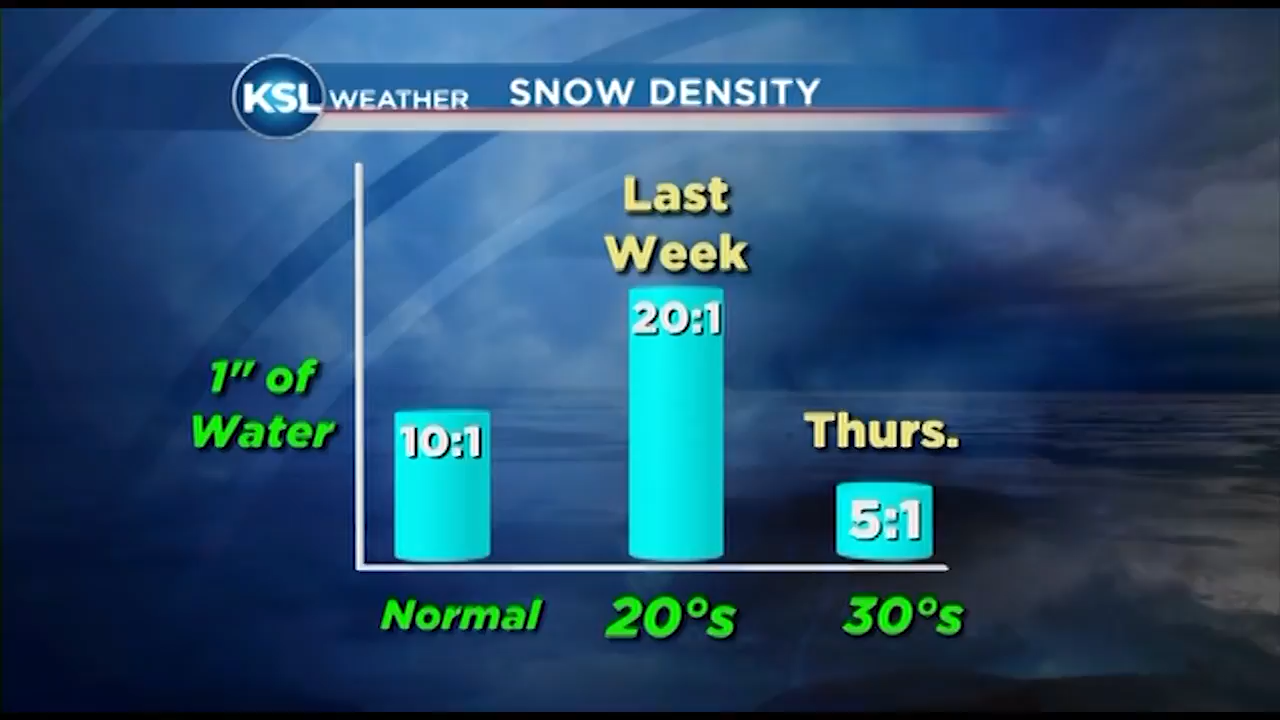 KSL WEATHER SNOW DENSITY
Last
Week
20:1
1" of
Water
10:1
Thurs.
5:1
Normal 20°s 30°s